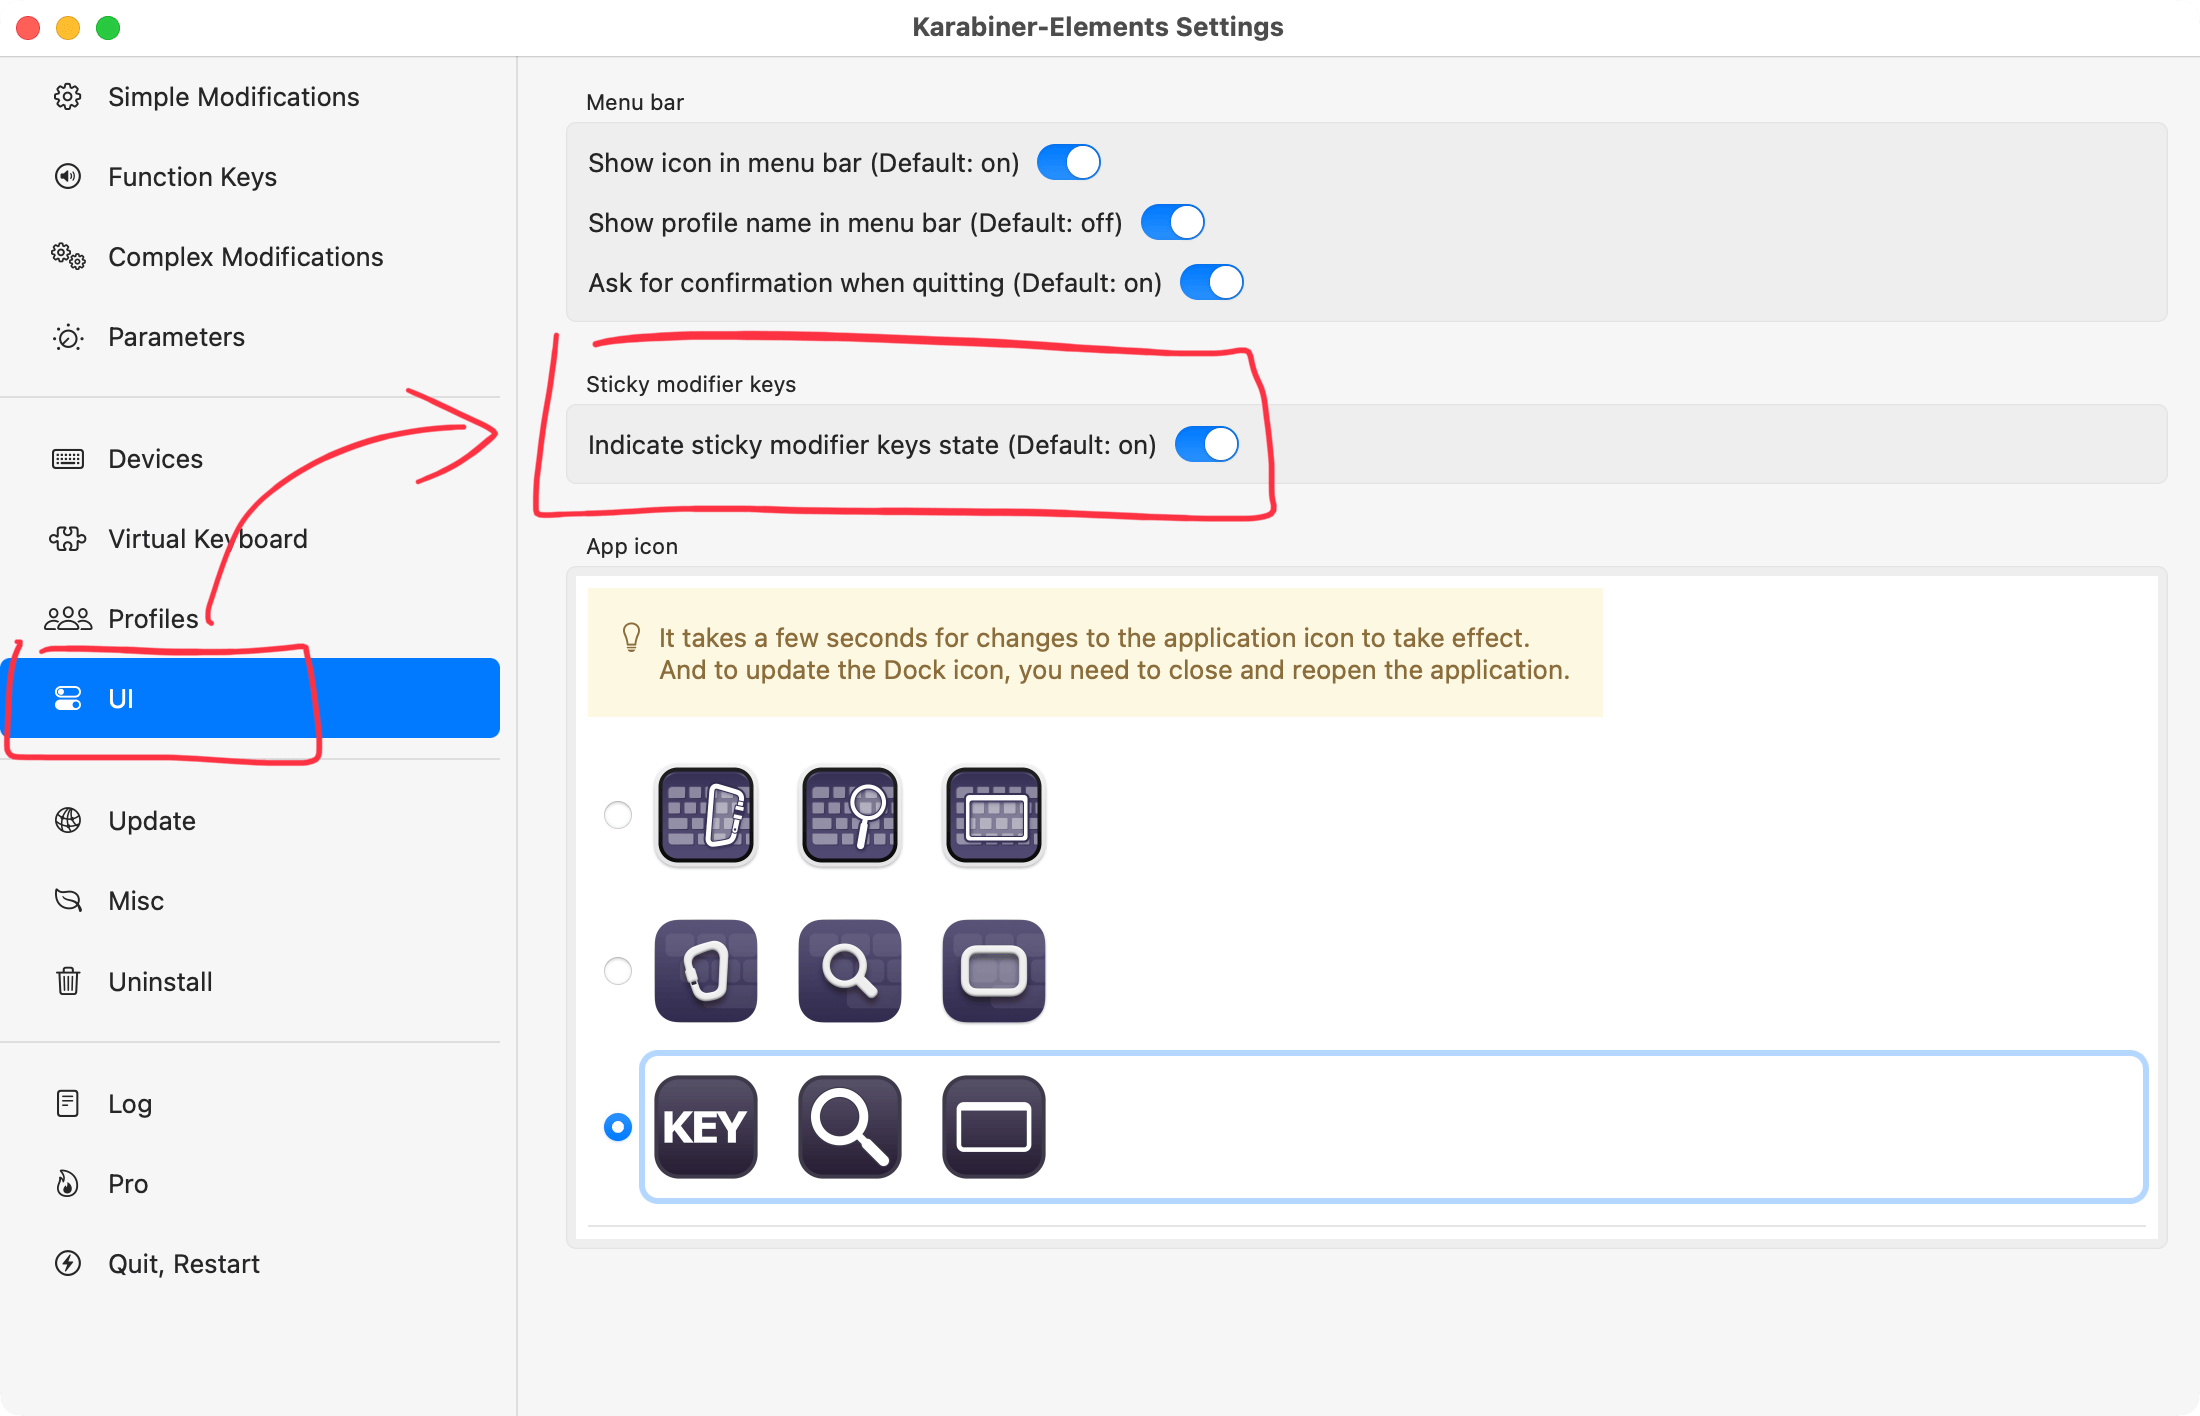 Karabiner-Elements Settings
Simple Modifications
Function Keys
Complex Modifications
Parameters
Devices
Virtual Keyboard
Profiles
UI
Update
Misc
Uninstall
Log
Pro
Quit, Restart
Menu bar
Show icon in menu bar (Default: on)
Show profile name in menu bar (Default: off)
Ask for confirmation when quitting (Default: on)
Sticky modifier keys
Indicate sticky modifier keys state (Default: on)
App icon
It takes a few seconds for changes to the application icon to take effect.
And to update the Dock icon, you need to close and reopen the application.
KEY